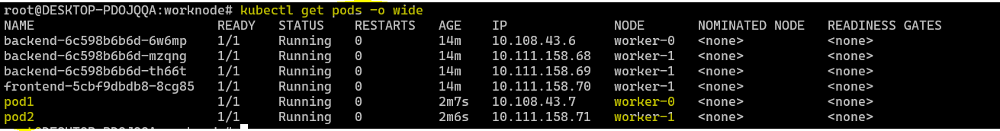 root@DESKTOP-PDOJQQA:worknode# kubectl get pods -o wide
NAME READY STATUS RESTARTS AGE IP NODE NOMINATED NODE READINESS GATES
backend-6c598b6b6d-6w6mp 1/1 Running 0 14m 10.108.43.6 worker-0 <none> <none>
backend-6c598b6b6d-mzqng 1/1 Running 0 14m 10.111.158.68 worker-1 <none> <none>
backend-6c598b6b6d-th66t 1/1 Running 0 14m 10.111.158.69 worker-1 <none> <none>
frontend-5cbf9dbdb8-8cg85 1/1 Running 0 14m 10.111.158.70 worker-1 <none> <none>
pod1 1/1 Running 0 2m7s 10.108.43.7 worker-0 <none> <none>
pod2 1/1 Running 0 2m6s 10.111.158.71 worker-1 <none> <none>